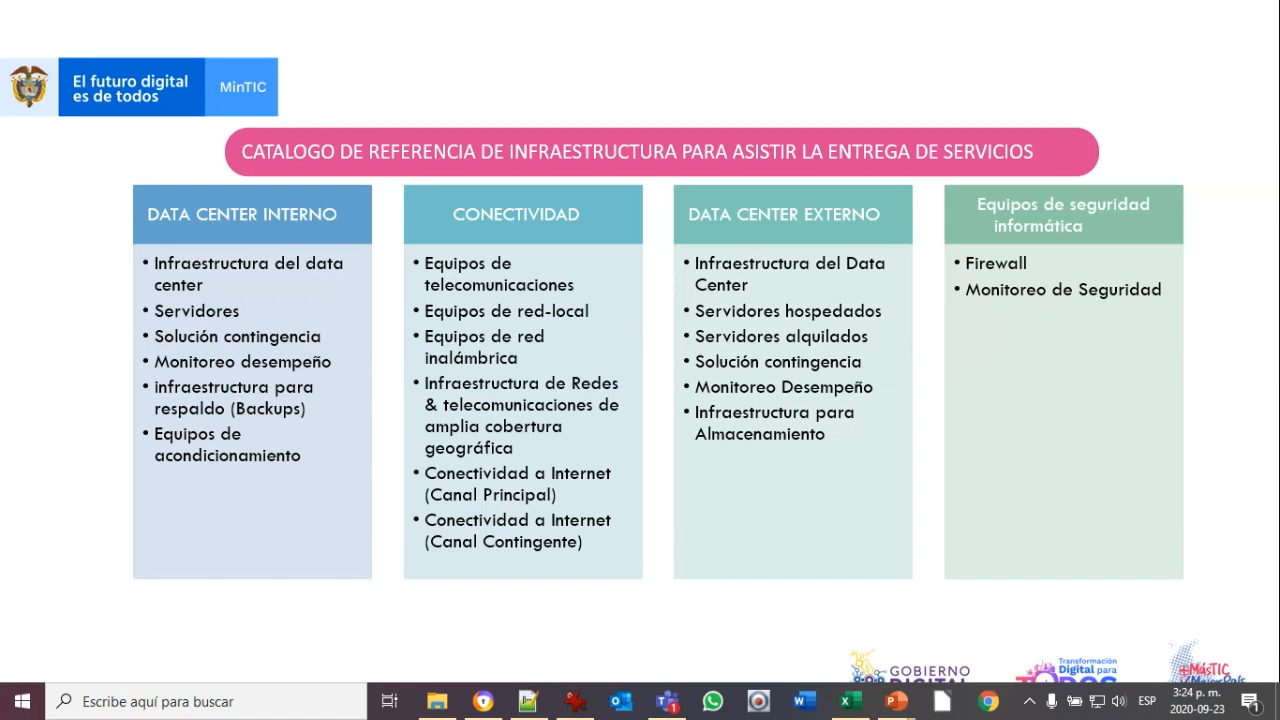 El futuro digital
es de todos
MinTIC
CATALOGO DE REFERENCIA DE INFRAESTRUCTURA PARA ASISTIR LA ENTREGA DE SERVICIOS
DATA CENTER INTERNO
• Infraestructura del data
center
• Servidores
• Solución contingencia
• Monitoreo desempeño
• infraestructura para
respaldo (Backups)
• Equipos de
acondicionamiento
CONECTIVIDAD
• Equipos de
telecomunicaciones
• Equipos de red-local
• Equipos de red
inalámbrica
• Infraestructura de Redes
& telecomunicaciones de
amplia cobertura
geográfica
• Conectividad a Internet
(Canal Principal)
• Conectividad a Internet
(Canal Contingente)
DATA CENTER EXTERNO
• Infraestructura del Data
Center
• Servidores hospedados
• Servidores alquilados
• Solución contingencia
• Monitoreo Desempeño
• Infraestructura para
Almacenamiento
Equipos de seguridad
informática
• Firewall
• Monitoreo de Seguridad
GOBIERNO
DIGITAL
Transformación
Digital para
TODOS
+MásTIC
Escribe aquí para buscar
ESP
3:24 p. m.
2020-09-23